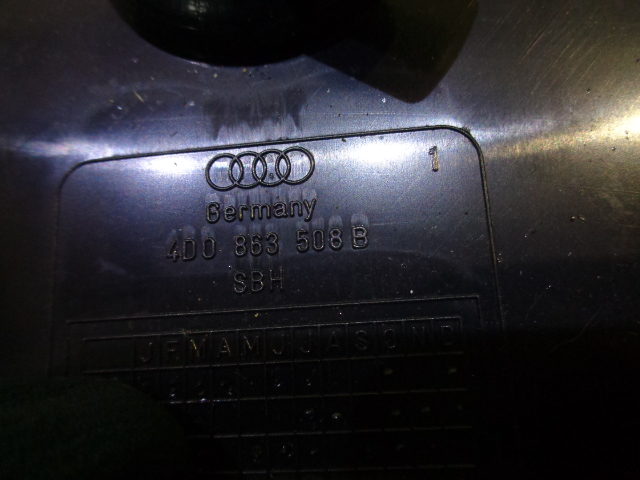 1
Germany
4D0 863 508 B
SBH
J F M A M J J A S O N D